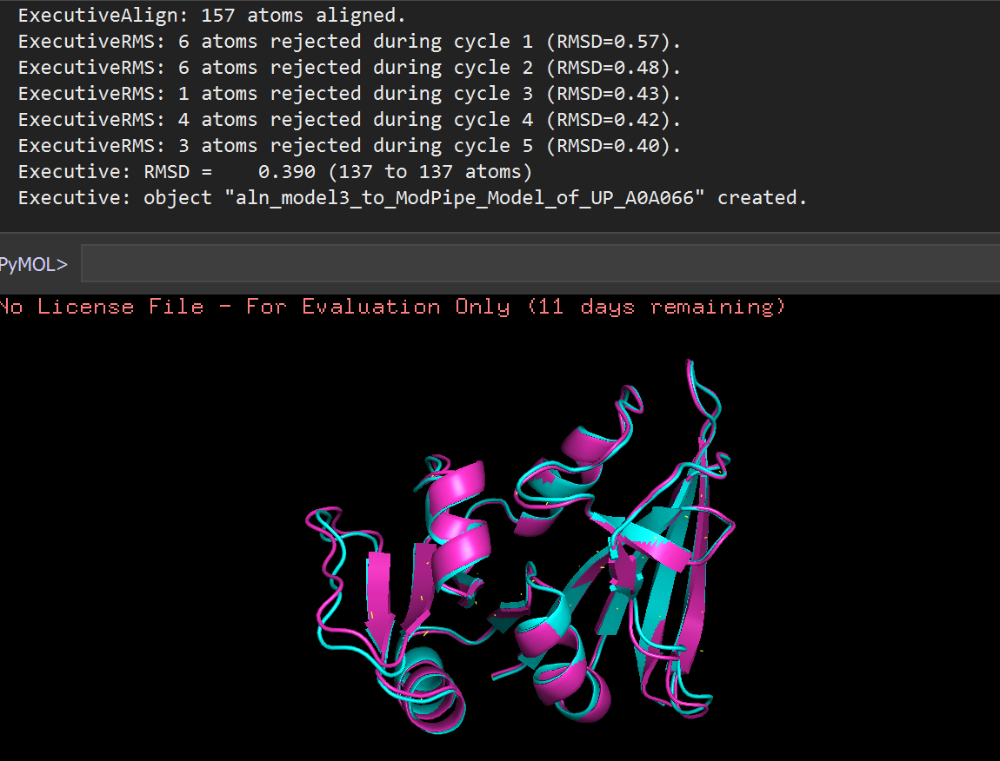 ExecutiveAlign: 157 atoms aligned.
ExecutiveRMS: 6 atoms rejected during cycle 1 (RMSD=0.57).
ExecutiveRMS: 6 atoms rejected during cycle 2 (RMSD=0.48).
ExecutiveRMS: 1 atoms rejected during cycle 3 (RMSD=0.43).
ExecutiveRMS: 4 atoms rejected during cycle 4 (RMSD=0.42).
ExecutiveRMS: 3 atoms rejected during cycle 5 (RMSD=0.40).
Executive: RMSD =    0.390 (137 to 137 atoms)
Executive: object "aln_model3_to_ModPipe_Model_of_UP_A0A066" created.
PyMOL>
No License File - For Evaluation Only (11 days remaining)